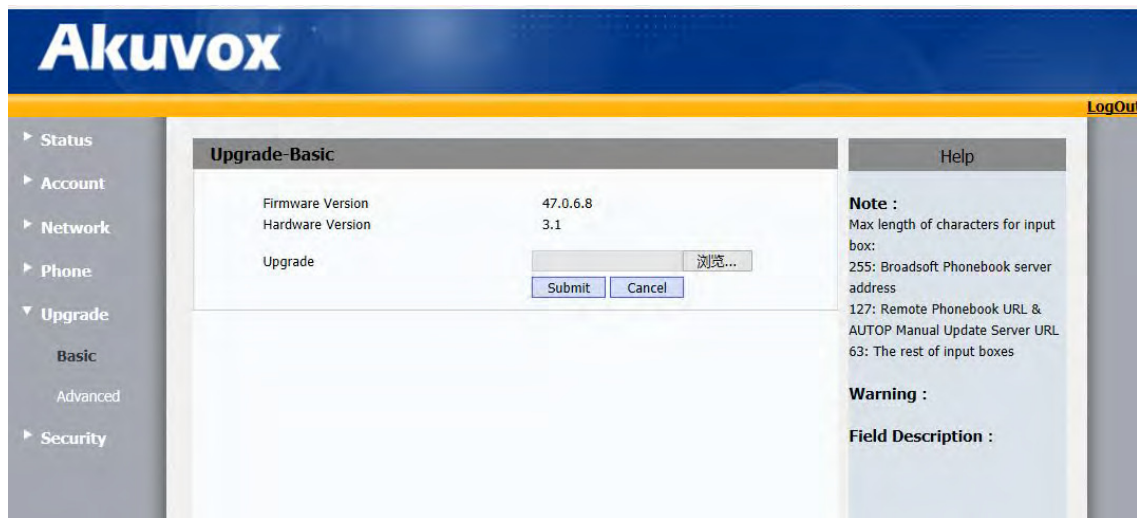 Akuvox
LogOut
Status
Account
Network
Phone
Upgrade
Basic
Advanced
Security
Upgrade-Basic
Firmware Version 47.0.6.8
Hardware Version 3.1
Upgrade 浏览...
Submit Cancel
Help
Note :
Max length of characters for input
box:
255: Broadsoft Phonebook server
address
127: Remote Phonebook URL &
AUTOP Manual Update Server URL
63: The rest of input boxes
Warning :
Field Description :